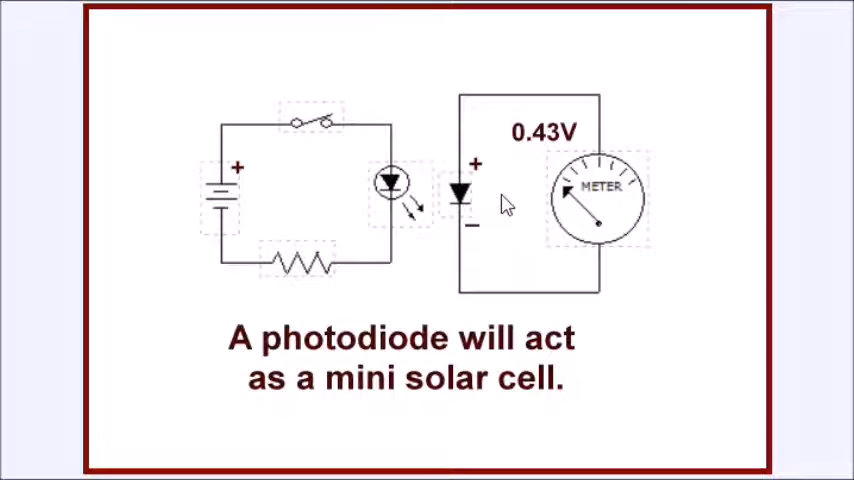 0.43V
+
+
METER
−
A photodiode will act
as a mini solar cell.